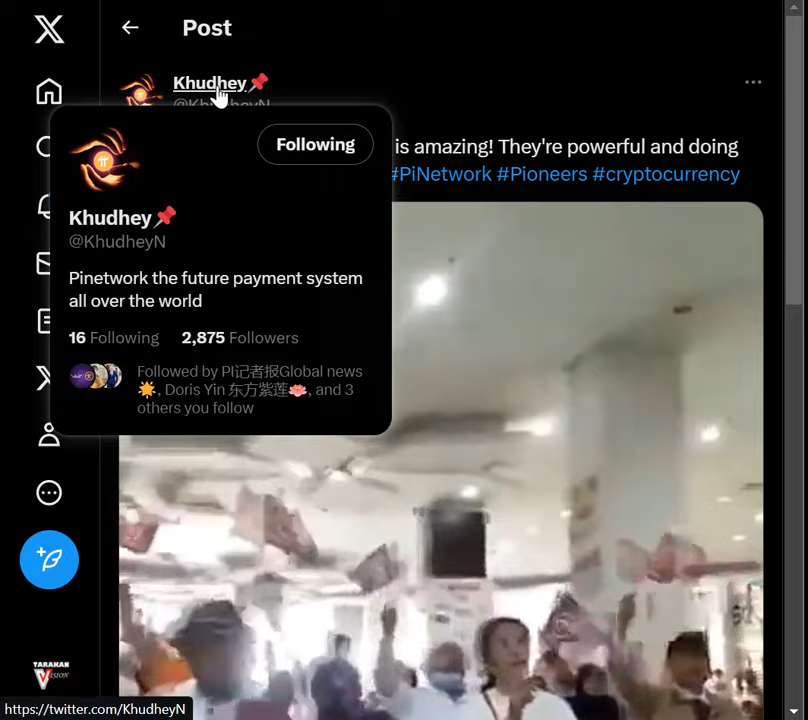 Post
Khudhey📌
@KhudheyN
is amazing! They're powerful and doing
#PiNetwork #Pioneers #cryptocurrency
Following
Khudhey📌
@KhudheyN
Pinetwork the future payment system
all over the world
16 Following 2,875 Followers
Followed by PI记者报Global news
🌟, Doris Yin 东方紫莲🪷, and 3
others you follow
TARAKAN
VISION
https://twitter.com/KhudheyN